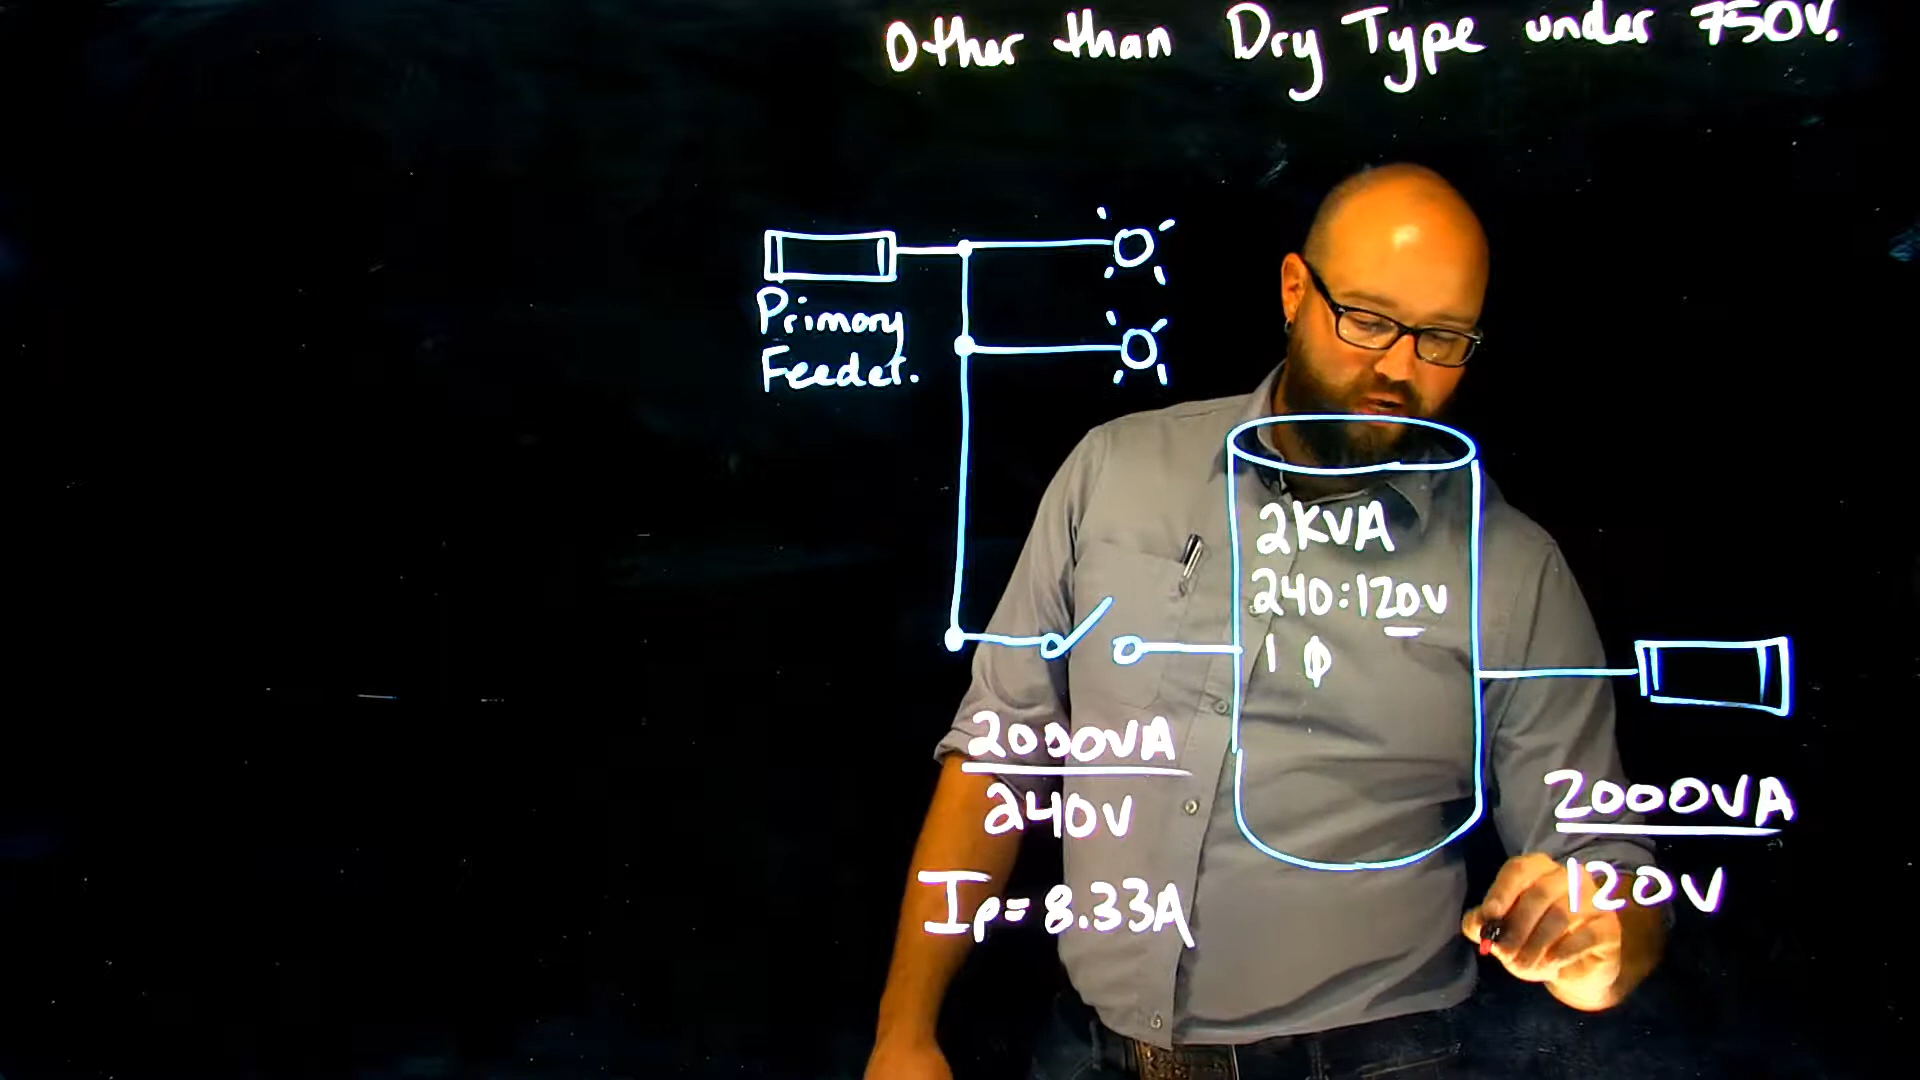 Other than Dry Type under 750V.
Primary
Feeder.
2KVA
240:120V
1 φ
2000VA
240V
Ip=8.33A
2000VA
120V